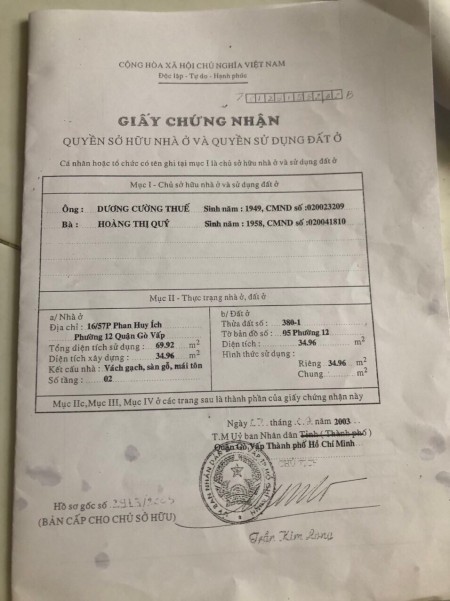 CỘNG HÒA XÃ HỘI CHỦ NGHĨA VIỆT NAM
Độc lập - Tự do - Hạnh phúc
GIẤY CHỨNG NHẬN
QUYỀN SỞ HỮU NHÀ Ở VÀ QUYỀN SỬ DỤNG ĐẤT Ở
Cá nhân hoặc tổ chức có tên ghi tại mục I là chủ sở hữu nhà ở và sử dụng đất ở
Mục I - Chủ sở hữu nhà ở và sử dụng đất ở
Ông : DƯƠNG CƯỜNG THUẾ Sinh năm : 1949, CMND số :020023209
Bà : HOÀNG THỊ QUÝ Sinh năm : 1958, CMND số :020041810
Mục II - Thực trạng nhà ở, đất ở
a/ Nhà ở
Địa chỉ : 16/57P Phan Huy Ích
Phường 12 Quận Gò Vấp
Tổng diện tích sử dụng : 69.92 m2
Diện tích xây dựng : 34.96 m2
Kết cấu nhà : Vách gạch, sàn gỗ, mái tôn
Số tầng : 02
b/ Đất ở
Thửa đất số : 380-1
Tờ bản đồ số : 05 Phường 12
Diện tích : 34.96 m2
Hình thức sử dụng :
Riêng 34.96 m2
Chung m2
Mục IIc, Mục III, Mục IV ở các trang sau là thành phần của giấy chứng nhận này
Ngày tháng 2003
T.M Uỷ ban Nhân dân Tỉnh ( Thành phố )
Quận Gò Vấp Thành phố Hồ Chí Minh
Hồ sơ gốc số
(BẢN CẤP CHO CHỦ SỞ HỮU)
Trần Kim Long